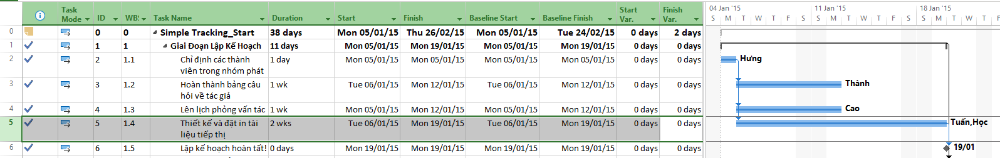 04 Jan '15 11 Jan '15 18 Jan '15
Task Mode ID WBS Task Name Duration Start Finish Baseline Start Baseline Finish Start Var. Finish Var.
S M T W T F S S M T W T F S S M T W T F
0 0 0 Simple Tracking_Start 38 days Mon 05/01/15 Thu 26/02/15 Mon 05/01/15 Tue 24/02/15 0 days 2 days
1 1 1 Giai Đoạn Lập Kế Hoạch 11 days Mon 05/01/15 Mon 19/01/15 Mon 05/01/15 Mon 19/01/15 0 days 0 days
2 2 1.1 Chỉ định các thành 1 day Mon 05/01/15 Mon 05/01/15 Mon 05/01/15 Mon 05/01/15 0 days 0 days Hưng
viên trong nhóm phát
3 3 1.2 Hoàn thành bảng câu 1 wk Tue 06/01/15 Mon 12/01/15 Tue 06/01/15 Mon 12/01/15 0 days 0 days Thành
hỏi về tác giả
4 4 1.3 Lên lịch phỏng vấn tác 1 wk Mon 05/01/15 Mon 12/01/15 Mon 05/01/15 Mon 12/01/15 0 days 0 days Cao
5 5 1.4 Thiết kế và đặt in tài 2 wks Tue 06/01/15 Mon 19/01/15 Tue 06/01/15 Mon 19/01/15 0 days 0 days Tuấn,Học
liệu tiếp thị
6 6 1.5 Lập kế hoạch hoàn tất! 0 days Mon 19/01/15 Mon 19/01/15 Mon 19/01/15 Mon 19/01/15 0 days 0 days 19/01